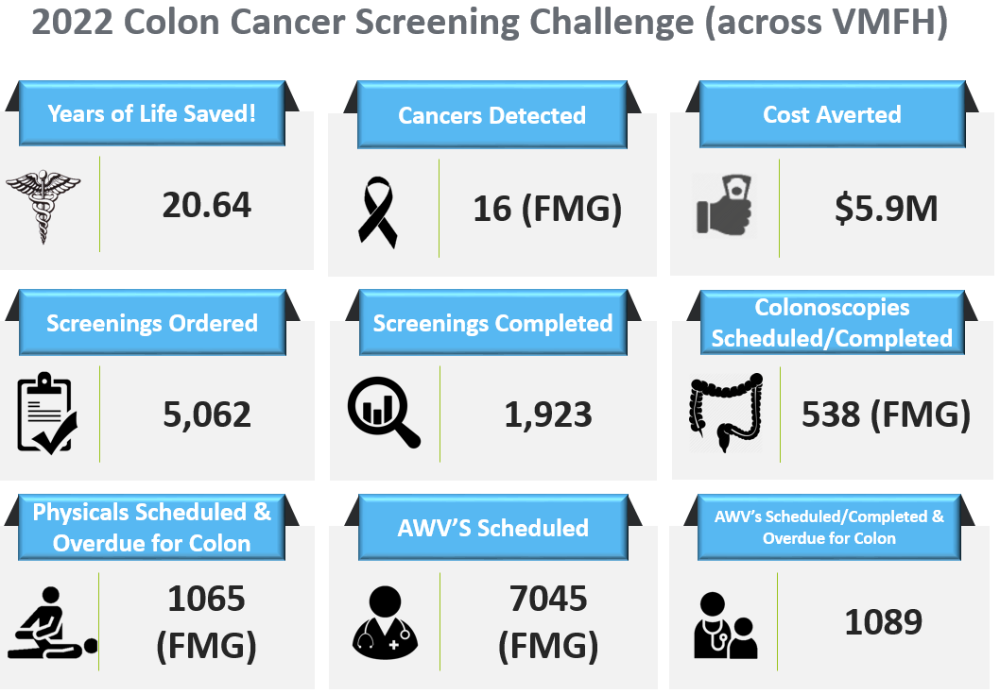 2022 Colon Cancer Screening Challenge (across VMFH)
Years of Life Saved!
20.64
Cancers Detected
16 (FMG)
Cost Averted
$5.9M
Screenings Ordered
5,062
Screenings Completed
1,923
Colonoscopies
Scheduled/Completed
538 (FMG)
Physicals Scheduled &
Overdue for Colon
1065
(FMG)
AWV’S Scheduled
7045
(FMG)
AWV’s Scheduled/Completed &
Overdue for Colon
1089